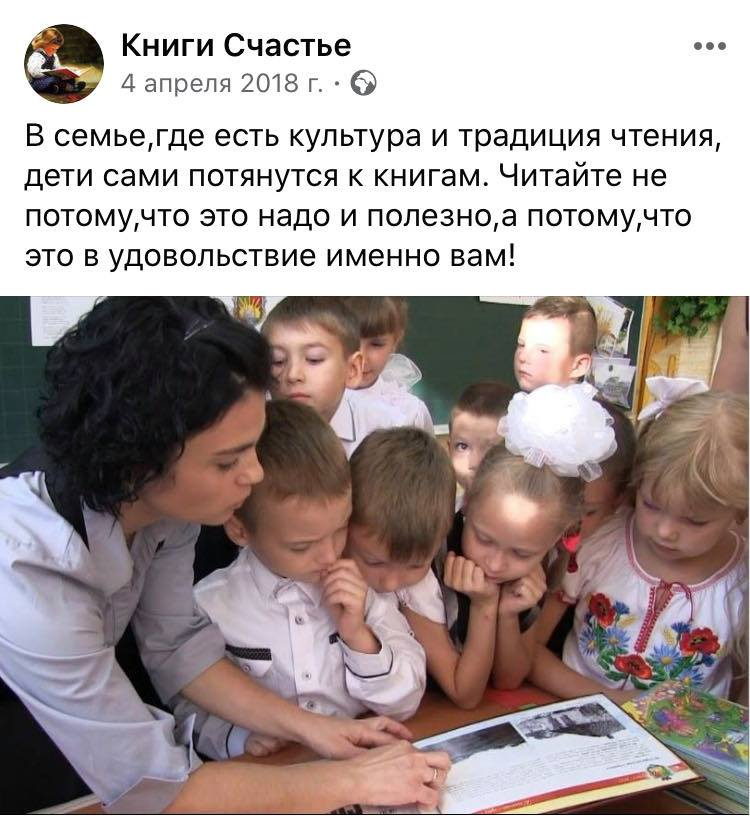 Книги Счастье
4 апреля 2018 г. ·
В семье,где есть культура и традиция чтения,
дети сами потянутся к книгам. Читайте не
потому,что это надо и полезно,а потому,что
это в удовольствие именно вам!